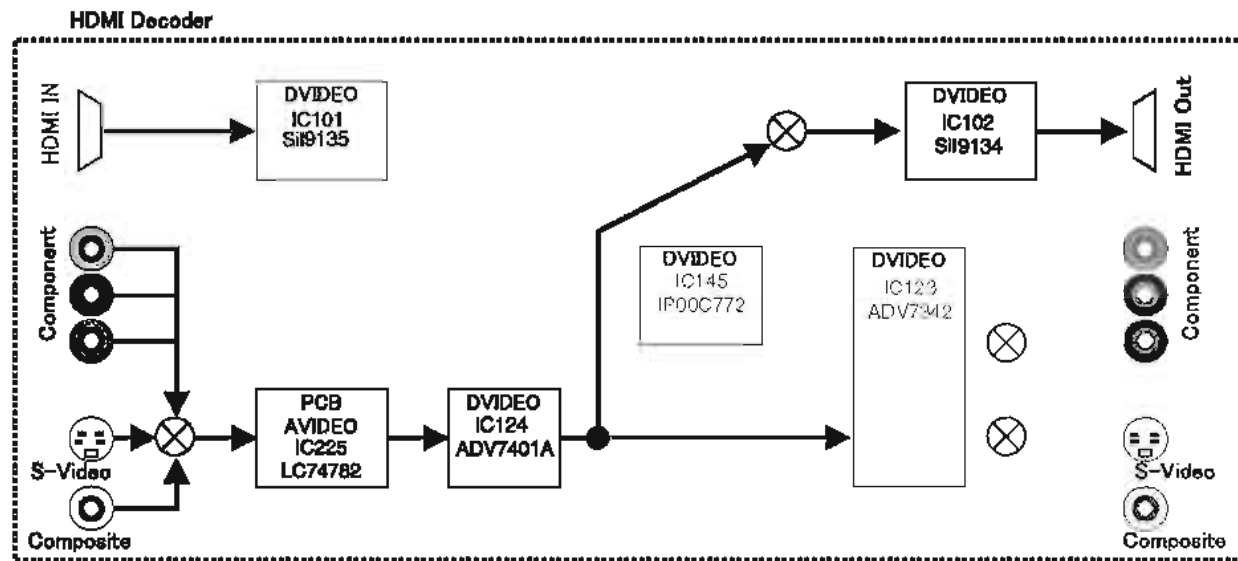 HDMI Decoder
HDMI IN
DVIDEO
IC101
SiI9135
DVIDEO
IC102
SiI9134
HDMI Out
Component
DVIDEO
IC145
IP00C772
DVIDEO
IC123
ADV7342
Component
PCB
AVIDEO
IC225
LC74782
DVIDEO
IC124
ADV7401A
S-Video
S-Video
Composite
Composite